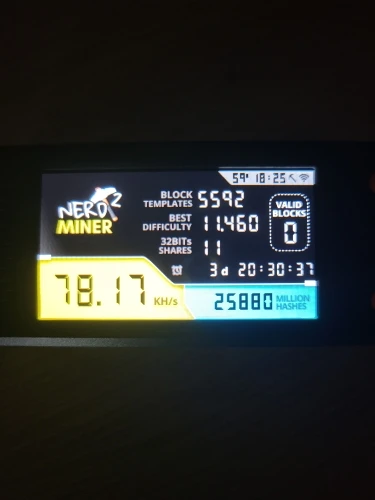 59° 18:25
NERD 2
MINER
BLOCK TEMPLATES 5592
BEST DIFFICULTY 11.460
32BITs SHARES 11
VALID BLOCKS 0
3d 20:30:37
78.17 KH/s
25880 MILLION HASHES